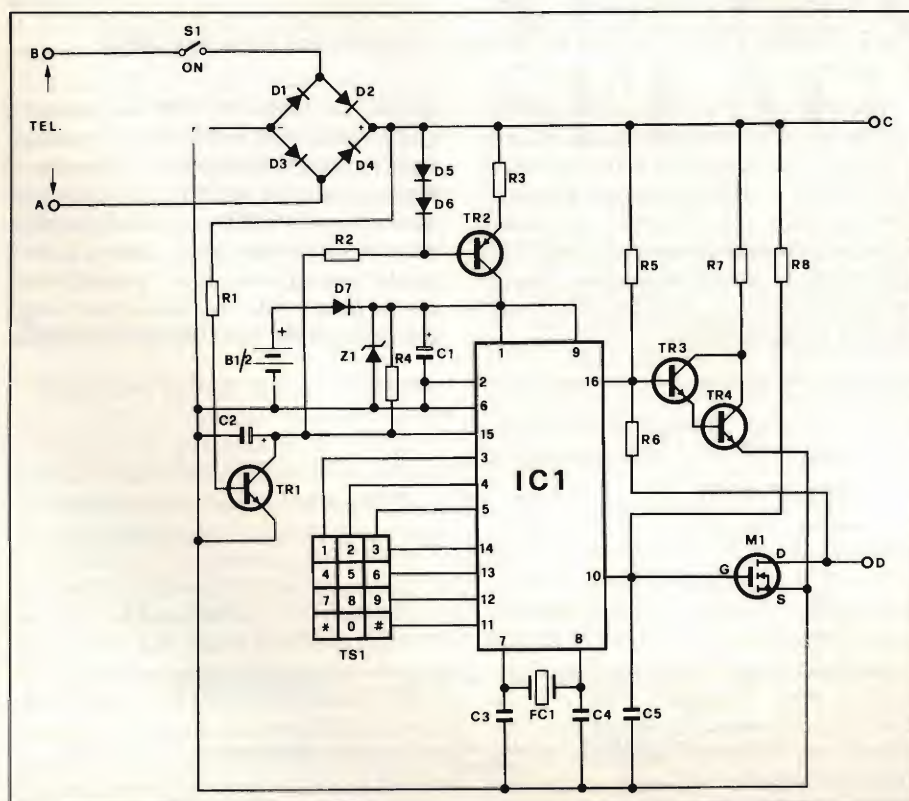 S1
B
ON
D1
D2
TEL.
-
+
C
D3
D4
A
D5
D6
R3
TR2
R2
R5
R7
R8
R1
D7
+
B1/2
Z1
R4
+
C1
1
9
2
6
15
3
4
5
14
13
12
11
16
10
7
8
IC1
C2
+
TR1
TR3
TR4
R6
M1
D
G
S
D
1 2 3
4 5 6
7 8 9
* 0 #
TS1
C3
FC1
C4
C5